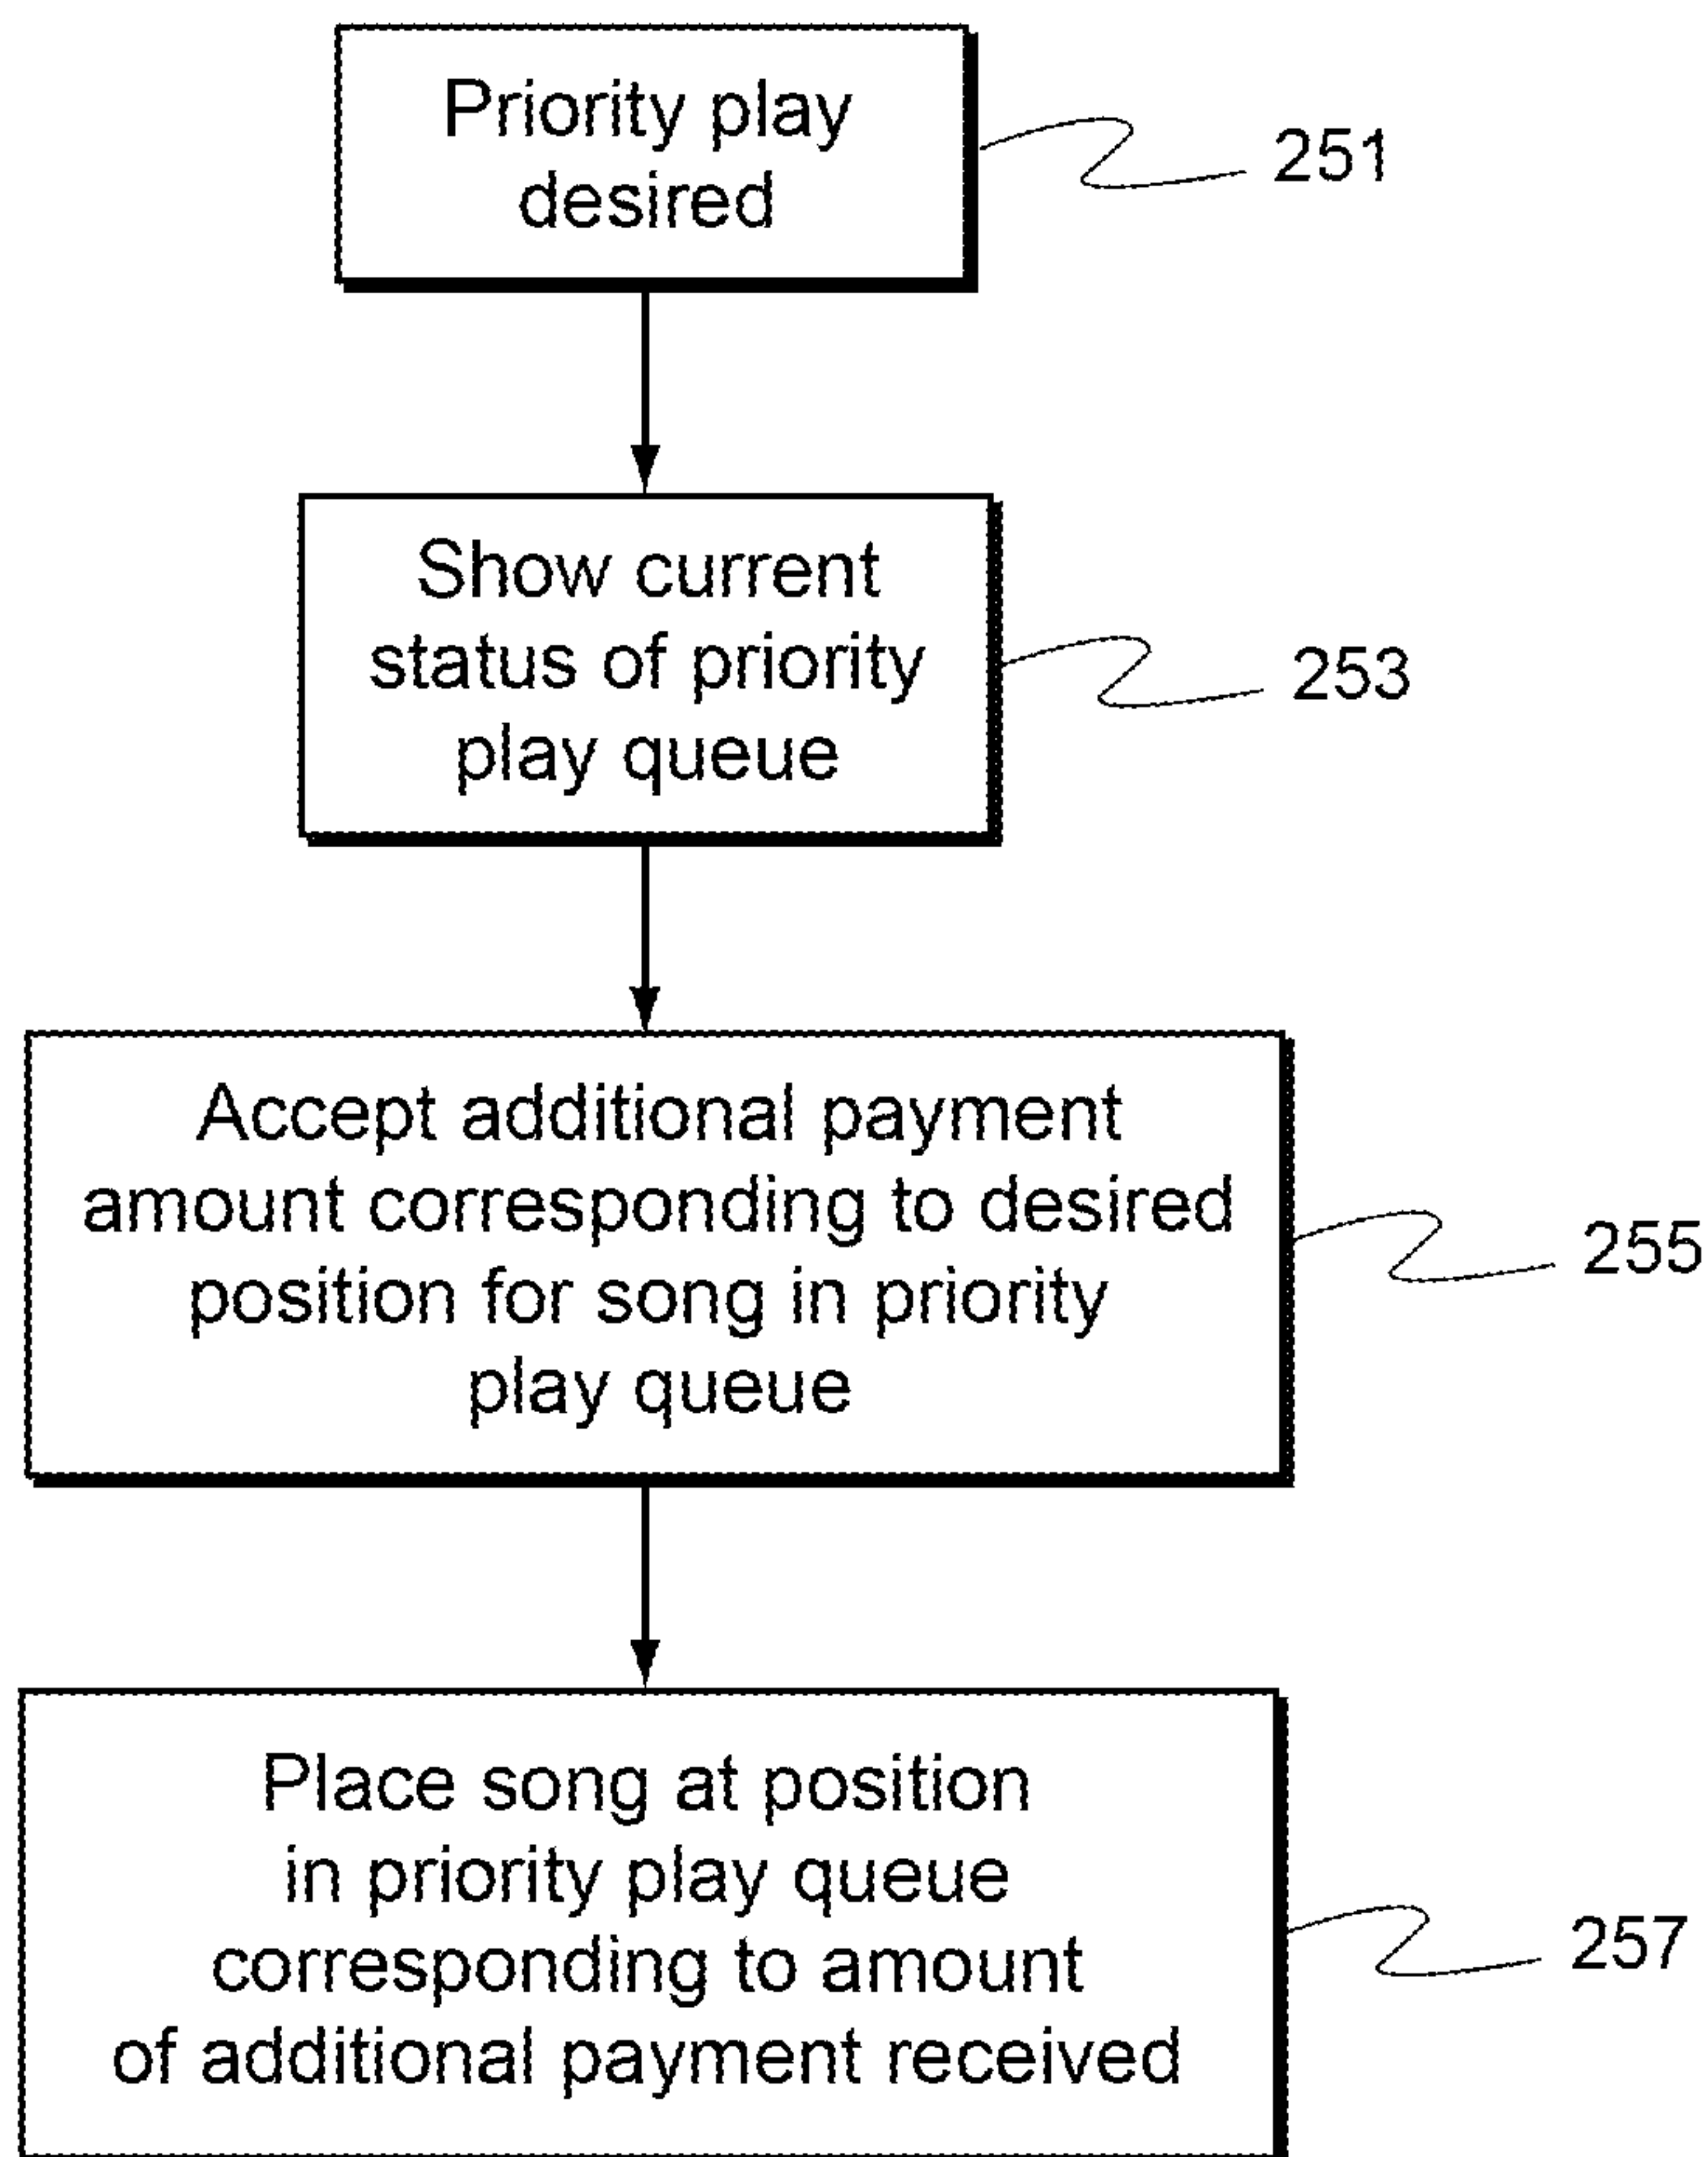 Priority play
desired
251
Show current
status of priority
play queue
253
Accept additional payment
amount corresponding to desired
position for song in priority
play queue
255
Place song at position
in priority play queue
corresponding to amount
of additional payment received
257